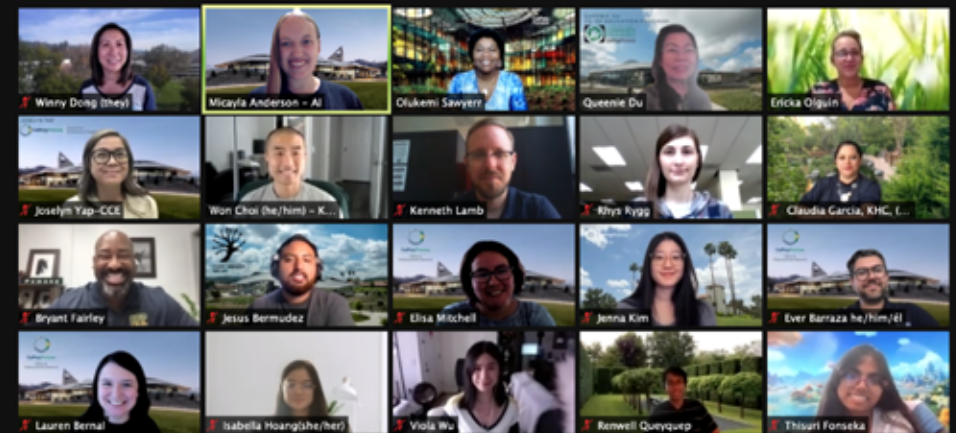 Winny Dong (they)
Micayla Anderson - AI
Olukemi Sawyerr
Queenie Du
Ericka Olguin
Joselyn Yap-CCE
Won Choi (he/him) - K...
Kenneth Lamb
Rhys Rygg
Claudia Garcia, KHC, (...
Bryant Fairley
Jesus Bermudez
Elisa Mitchell
Jenna Kim
Ever Barraza he/him/él
Lauren Bernal
Isabella Hoang(she/her)
Viola Wu
Renwell Queyquep
Thisuri Fonseka